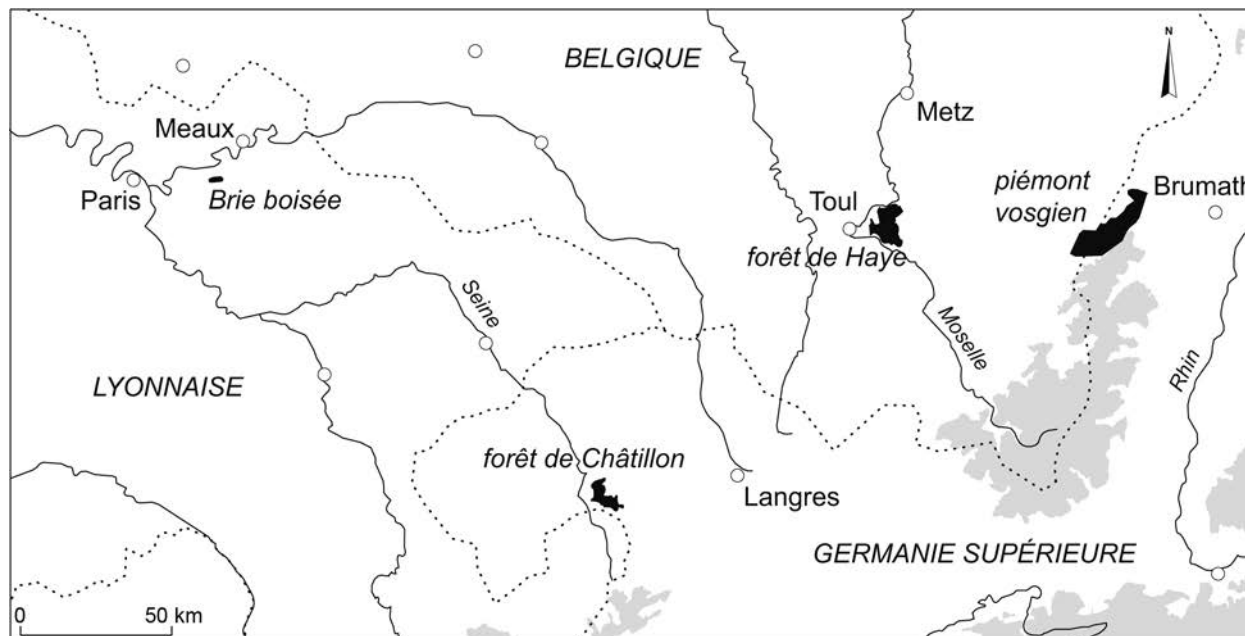 BELGIQUE
N
Metz
Meaux
Paris
Brie boisée
Toul
forêt de Haye
piémont
vosgien
Brumath
Seine
Moselle
Rhin
LYONNAISE
forêt de Châtillon
Langres
GERMANIE SUPÉRIEURE
0 50 km